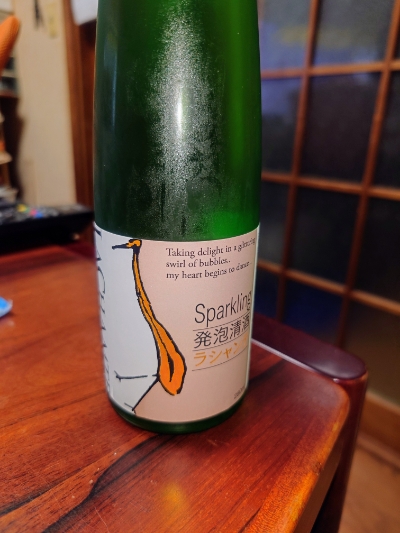 Taking delight in a
swirl of bubbles..
my heart begins to dance
Sparkling
発泡清酒
ラシャン